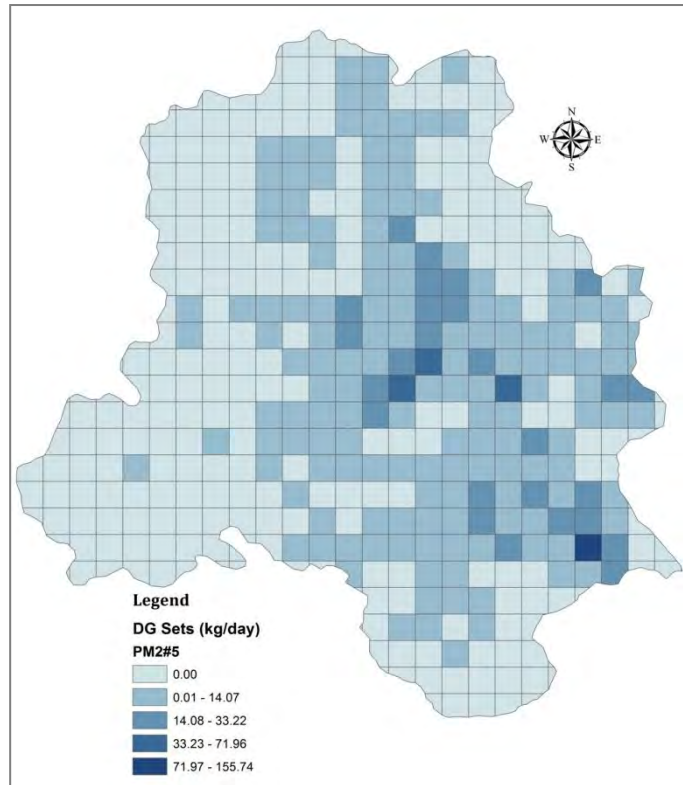 N
W E
S
Legend
DG Sets (kg/day)
PM2#5
0.00
0.01 - 14.07
14.08 - 33.22
33.23 - 71.96
71.97 - 155.74